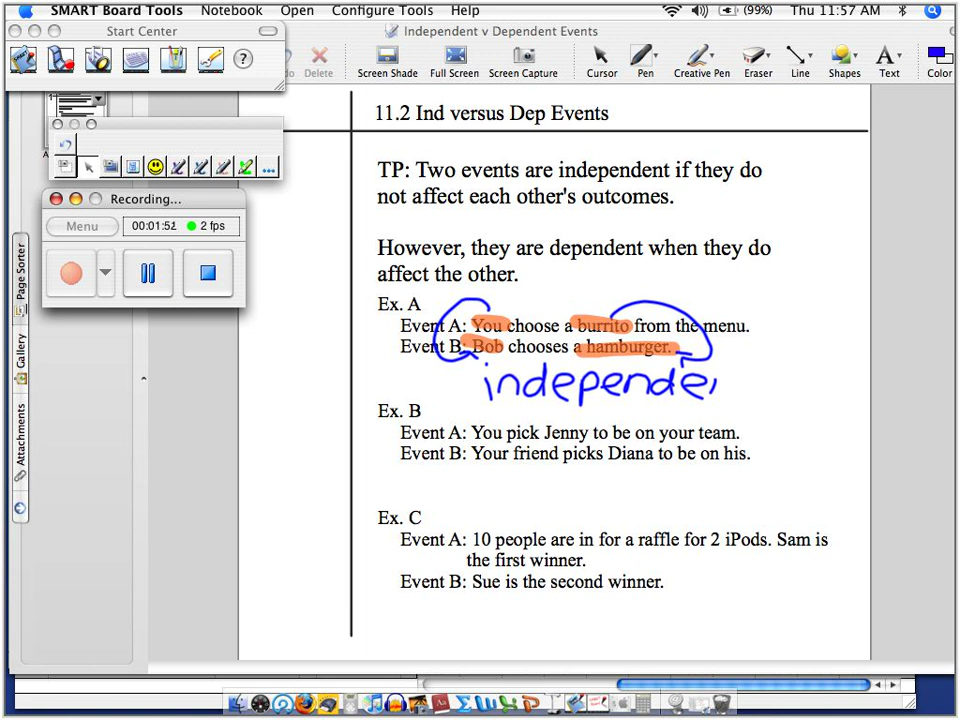 SMART Board Tools Notebook Open Configure Tools Help (99%) Thu 11:57 AM
Start Center
Independent v Dependent Events
?
Delete Screen Shade Full Screen Screen Capture Cursor Pen Creative Pen Eraser Line Shapes Text Color
11.2 Ind versus Dep Events
Recording...
Menu 00:01:51 2 fps
TP: Two events are independent if they do
not affect each other's outcomes.
However, they are dependent when they do
affect the other.
Ex. A
Event A: You choose a burrito from the menu.
Event B: Bob chooses a hamburger.
independe
Ex. B
Event A: You pick Jenny to be on your team.
Event B: Your friend picks Diana to be on his.
Ex. C
Event A: 10 people are in for a raffle for 2 iPods. Sam is
the first winner.
Event B: Sue is the second winner.
Page Sorter
Gallery
Attachments